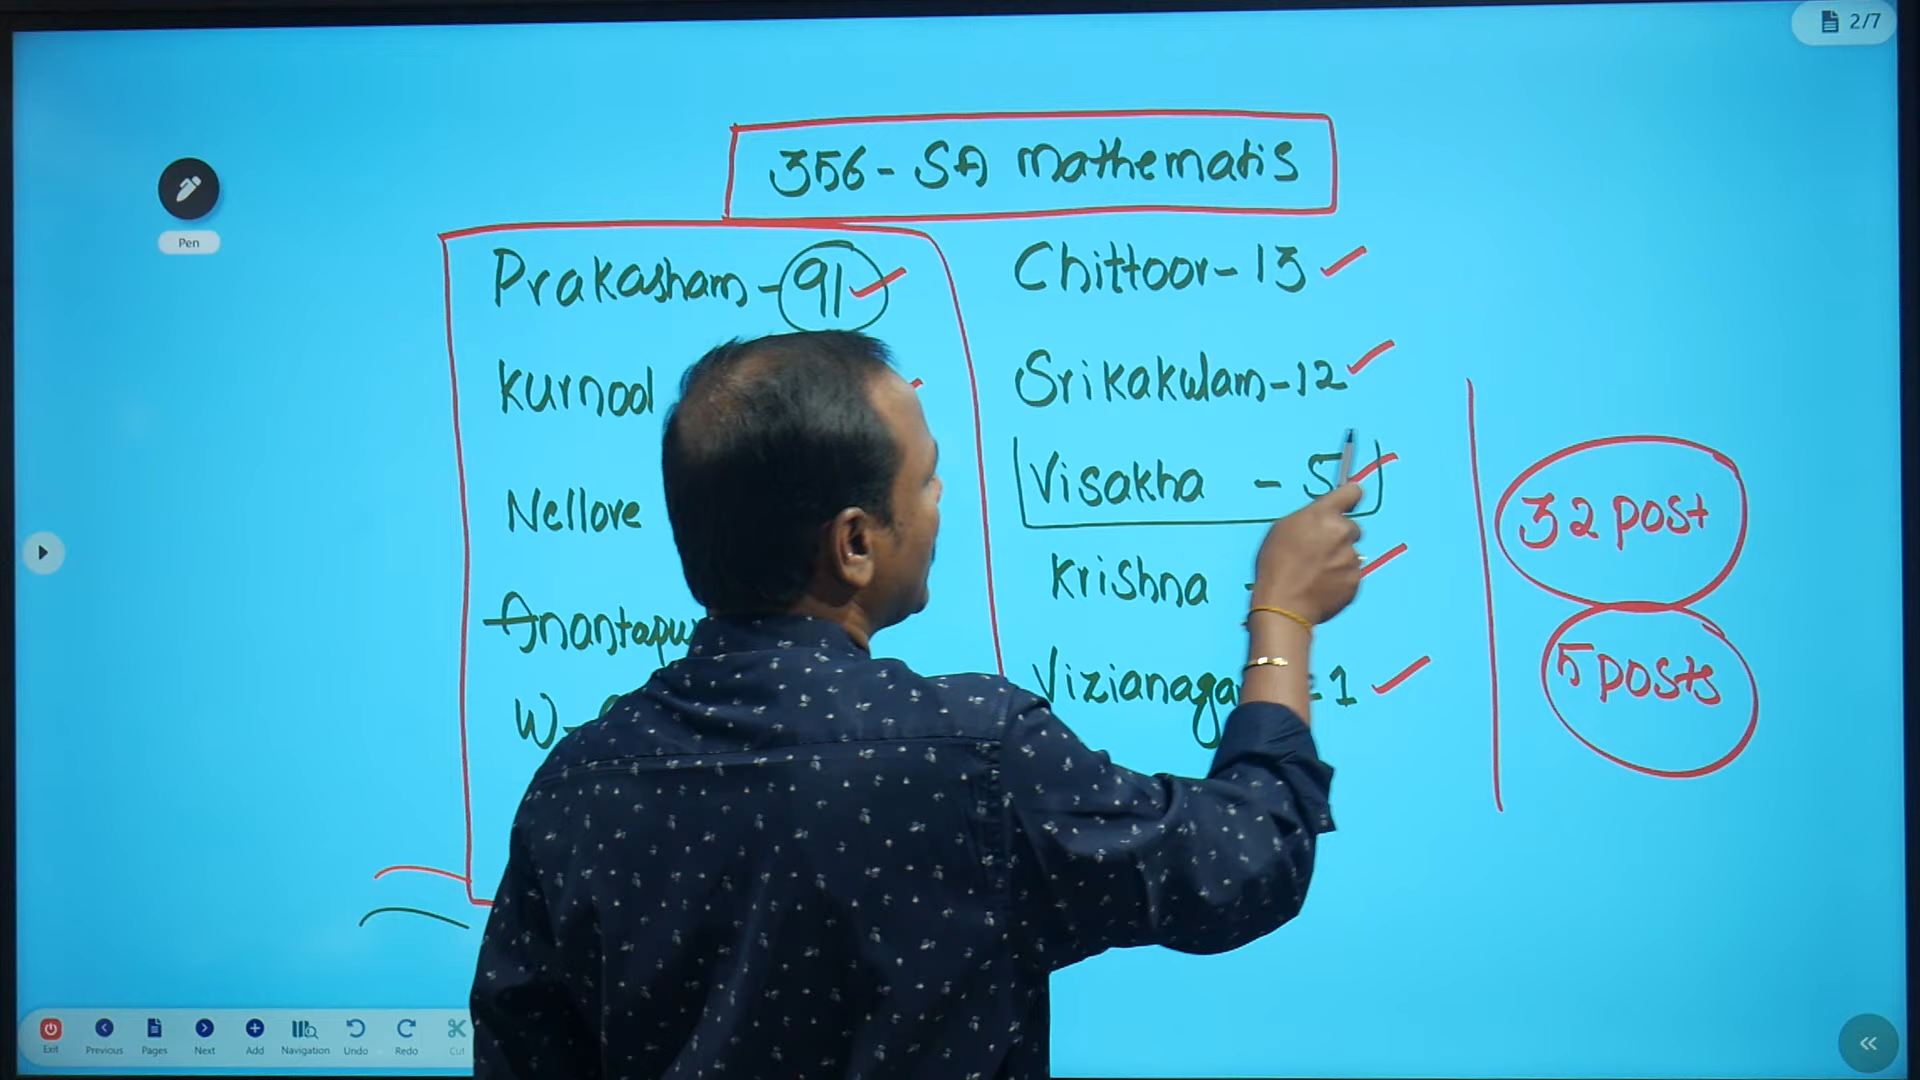 2/7
Pen
356 - SA Mathematis
Prakasham - 91
Kurnool
Nellore
Anantapu
W-
Chittoor - 13
Srikakulam - 12
Visakha - 5
Krishna -
Vizianaga - 1
32 post
5 posts
Exit Previous Pages Next Add Navigation Undo Redo Cut